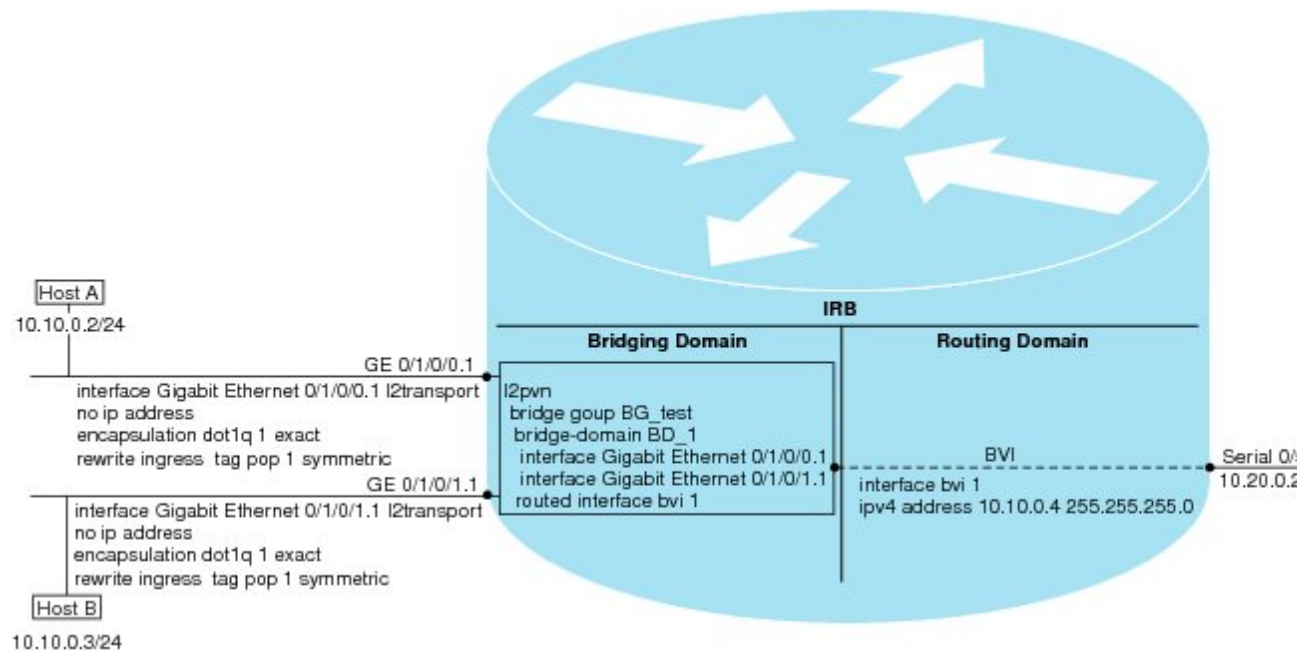 Host A
10.10.0.2/24
GE 0/1/0/0.1
interface Gigabit Ethernet 0/1/0/0.1 l2transport
no ip address
encapsulation dot1q 1 exact
rewrite ingress tag pop 1 symmetric
GE 0/1/0/1.1
interface Gigabit Ethernet 0/1/0/1.1 l2transport
no ip address
encapsulation dot1q 1 exact
rewrite ingress tag pop 1 symmetric
Host B
10.10.0.3/24
IRB
Bridging Domain
l2pvn
bridge goup BG_test
bridge-domain BD_1
interface Gigabit Ethernet 0/1/0/0.1
interface Gigabit Ethernet 0/1/0/1.1
routed interface bvi 1
Routing Domain
BVI
interface bvi 1
ipv4 address 10.10.0.4 255.255.255.0
Serial 0/
10.20.0.2